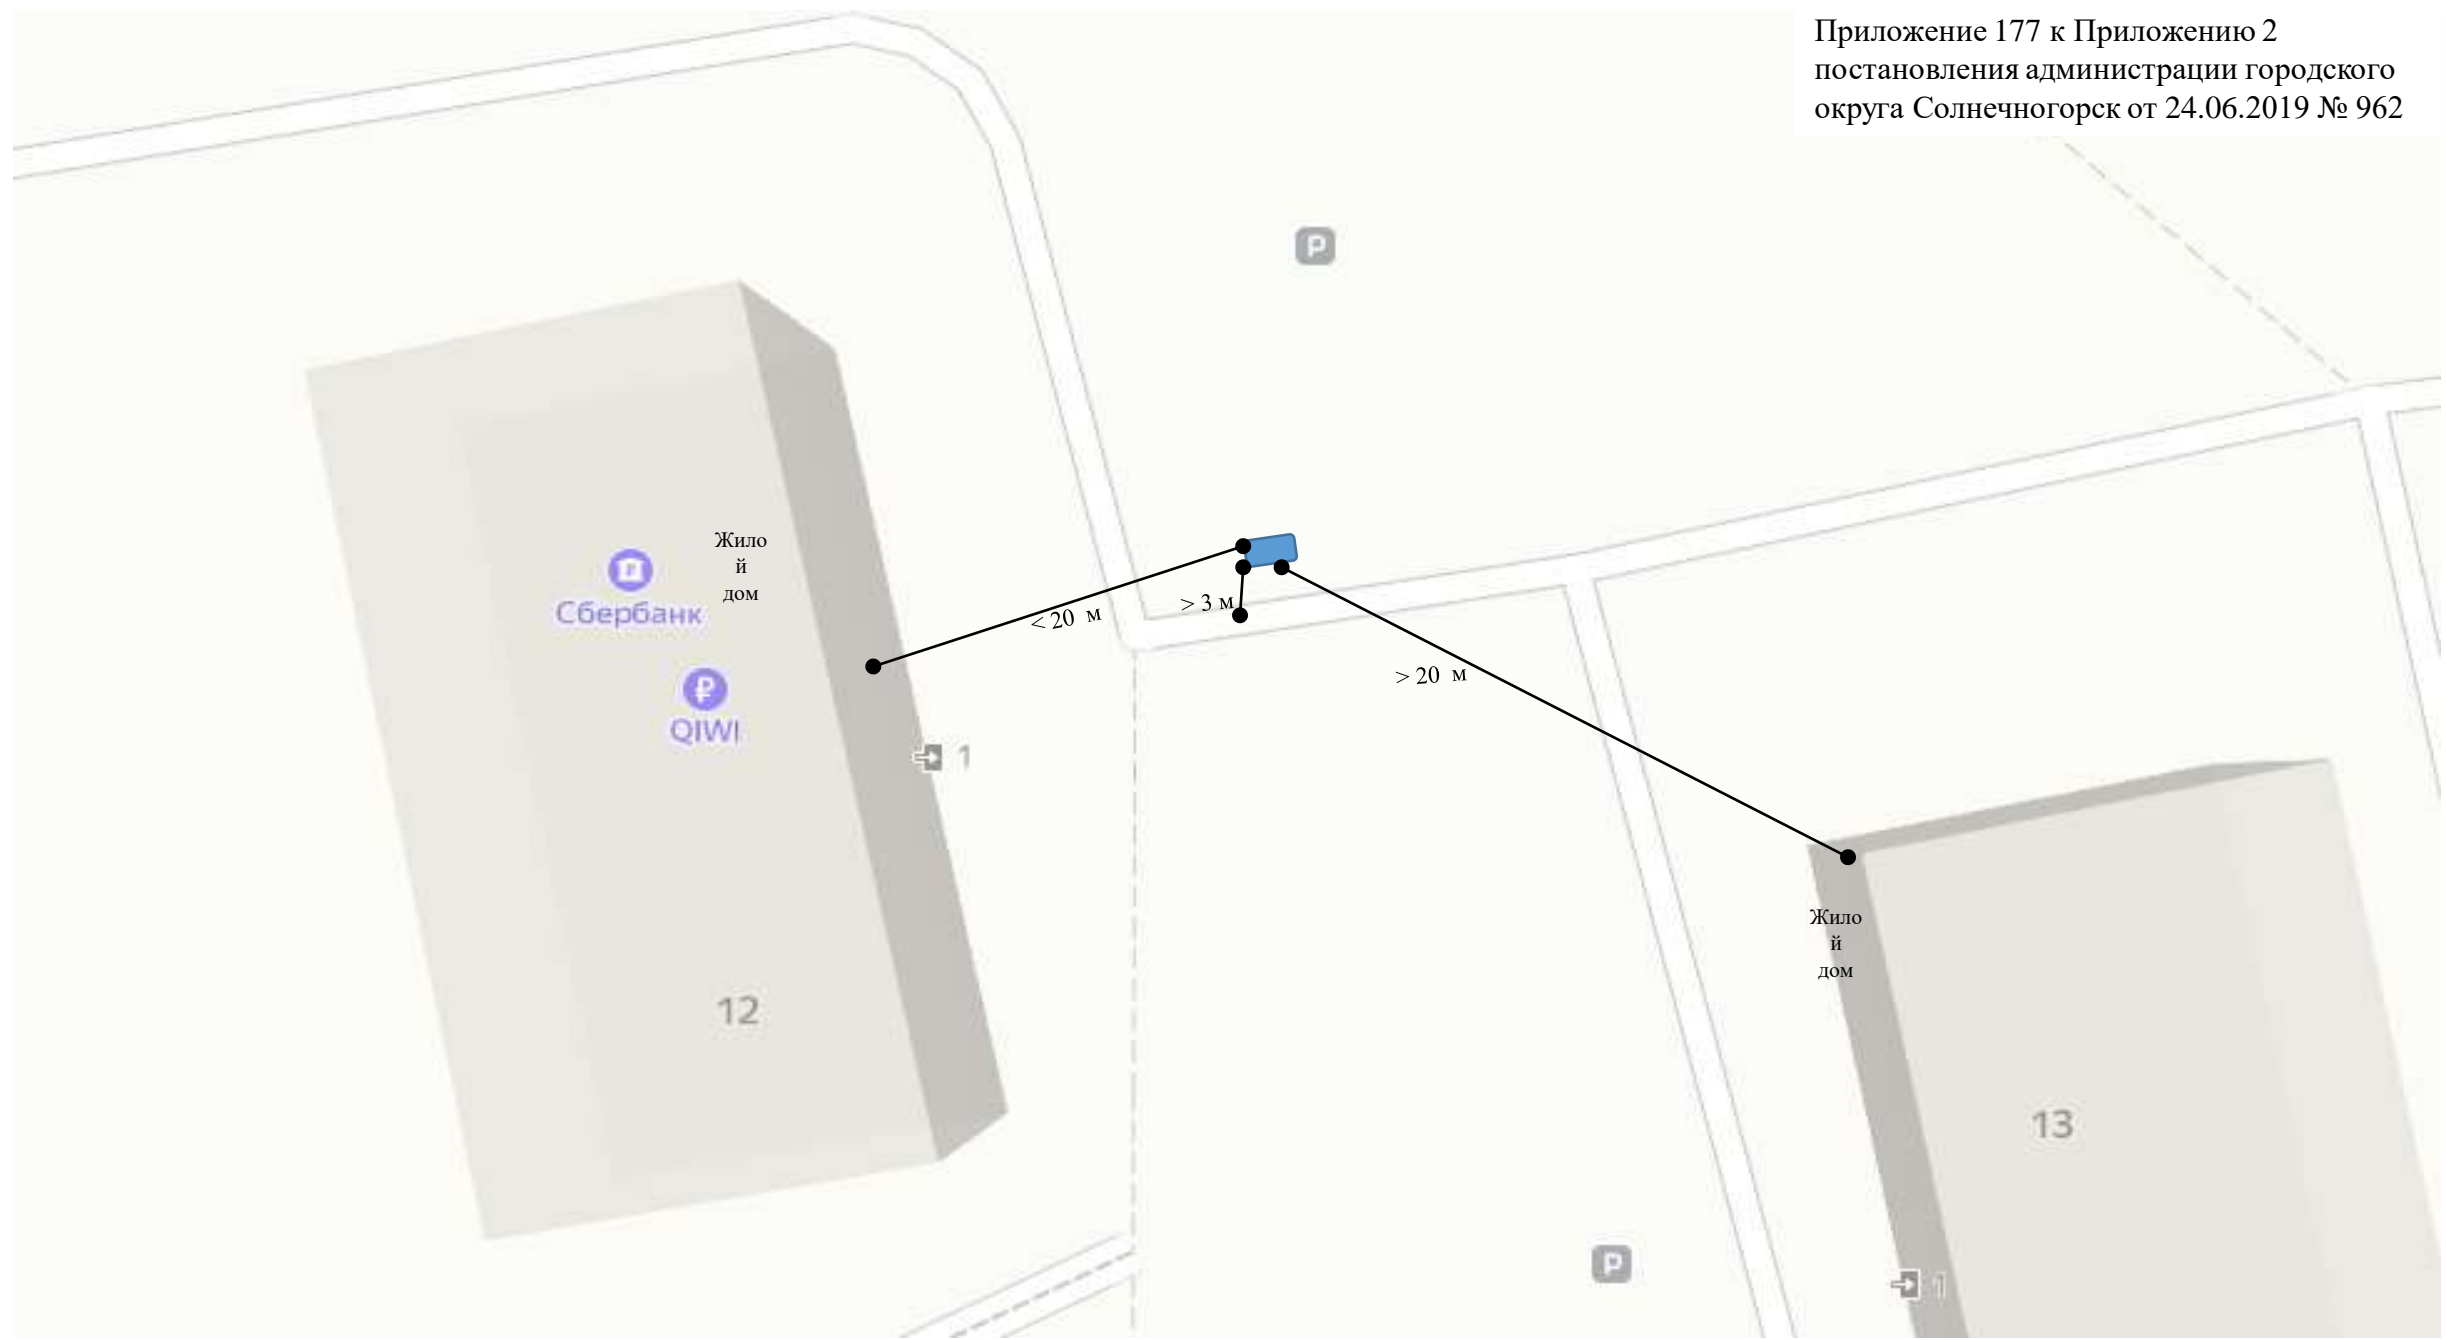 Приложение 177 к Приложению 2
постановления администрации городского
округа Солнечногорск от 24.06.2019 № 962
P
Жило
й
дом
Сбербанк
₽
QIWI
1
12
< 20 м
> 3 м
> 20 м
Жило
й
дом
13
P
1